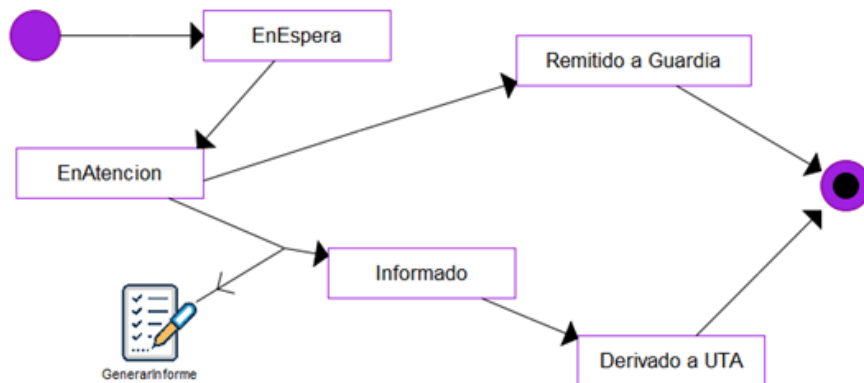 EnEspera
Remitido a Guardia
EnAtencion
Informado
GenerarInforme
Derivado a UTA